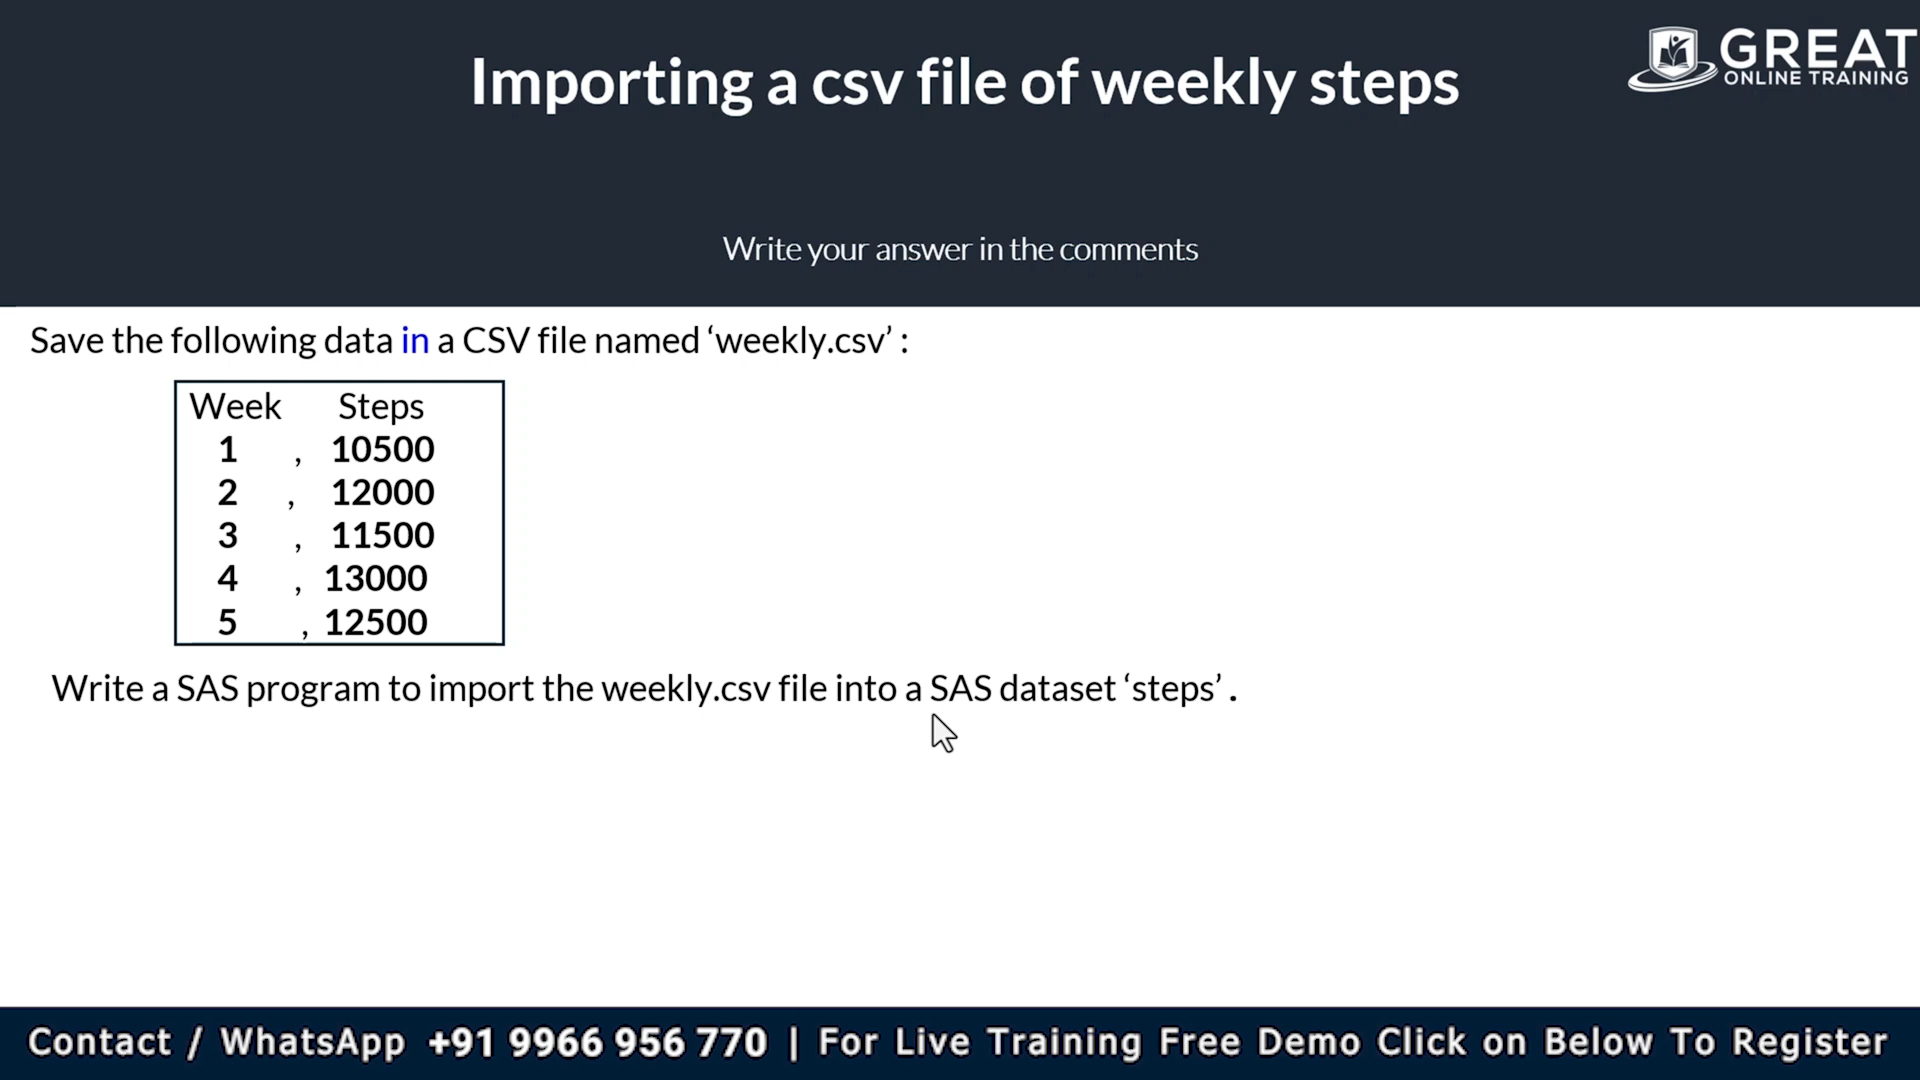 GREAT
ONLINE TRAINING
Importing a csv file of weekly steps
Write your answer in the comments
Save the following data in a CSV file named ‘weekly.csv’ :
Week Steps
1 , 10500
2 , 12000
3 , 11500
4 , 13000
5 , 12500
Write a SAS program to import the weekly.csv file into a SAS dataset ‘steps’ .
Contact / WhatsApp +91 9966 956 770 | For Live Training Free Demo Click on Below To Register